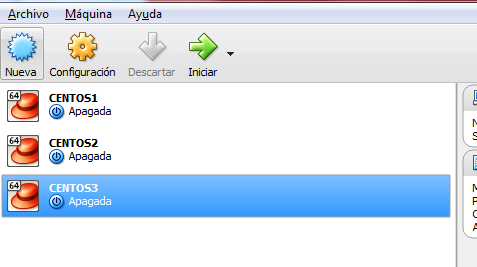 Archivo Máquina Ayuda
Nueva Configuración Descartar Iniciar
64 CENTOS1
Apagada
64 CENTOS2
Apagada
64 CENTOS3
Apagada